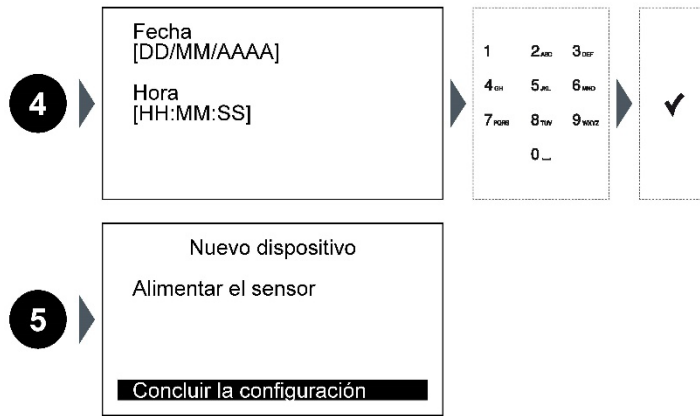 4
Fecha
[DD/MM/AAAA]
Hora
[HH:MM:SS]
1 2ABC 3DEF
4GHI 5JKL 6MNO
7PQRS 8TUV 9WXYZ
0
5
Nuevo dispositivo
Alimentar el sensor
Concluir la configuración